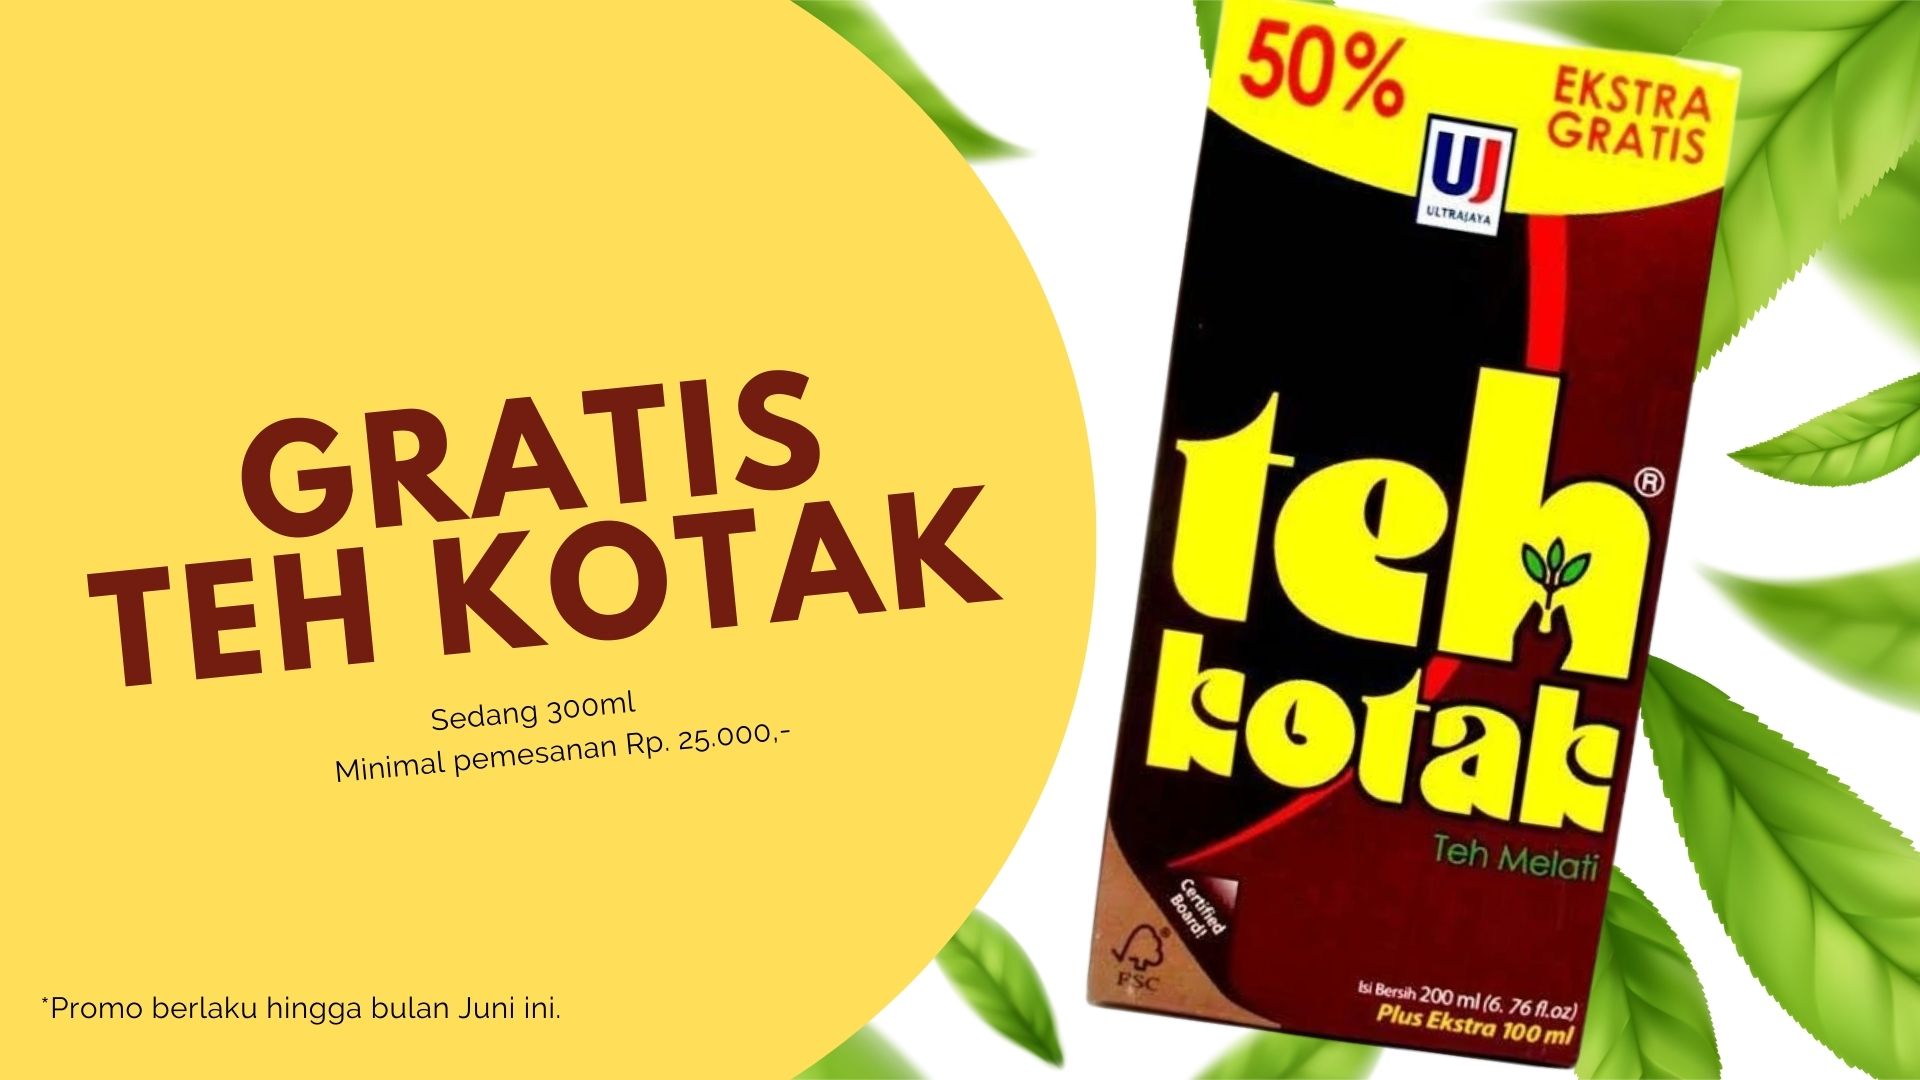 GRATIS
TEH KOTAK
Sedang 300ml
Minimal pemesanan Rp. 25.000,-
*Promo berlaku hingga bulan Juni ini.
50%
EKSTRA
GRATIS
UJ
ULTRAJAYA
teh
kotak
®
Teh Melati
Certified
Board!
®
FSC
Isi Bersih 200 ml (6. 76 fl.oz)
Plus Ekstra 100 ml